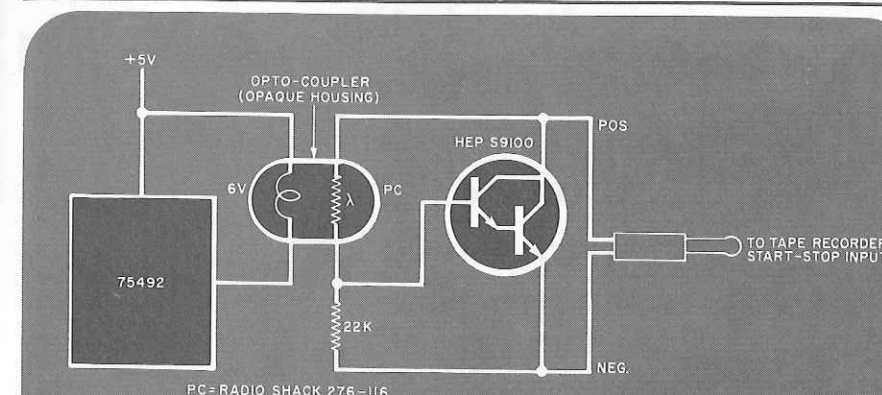 +5V
OPTO-COUPLER
(OPAQUE HOUSING)
POS
HEP S9100
6V
λ
PC
TO TAPE RECORDER
START-STOP INPUT
75492
22K
NEG.
PC=RADIO SHACK 276-116